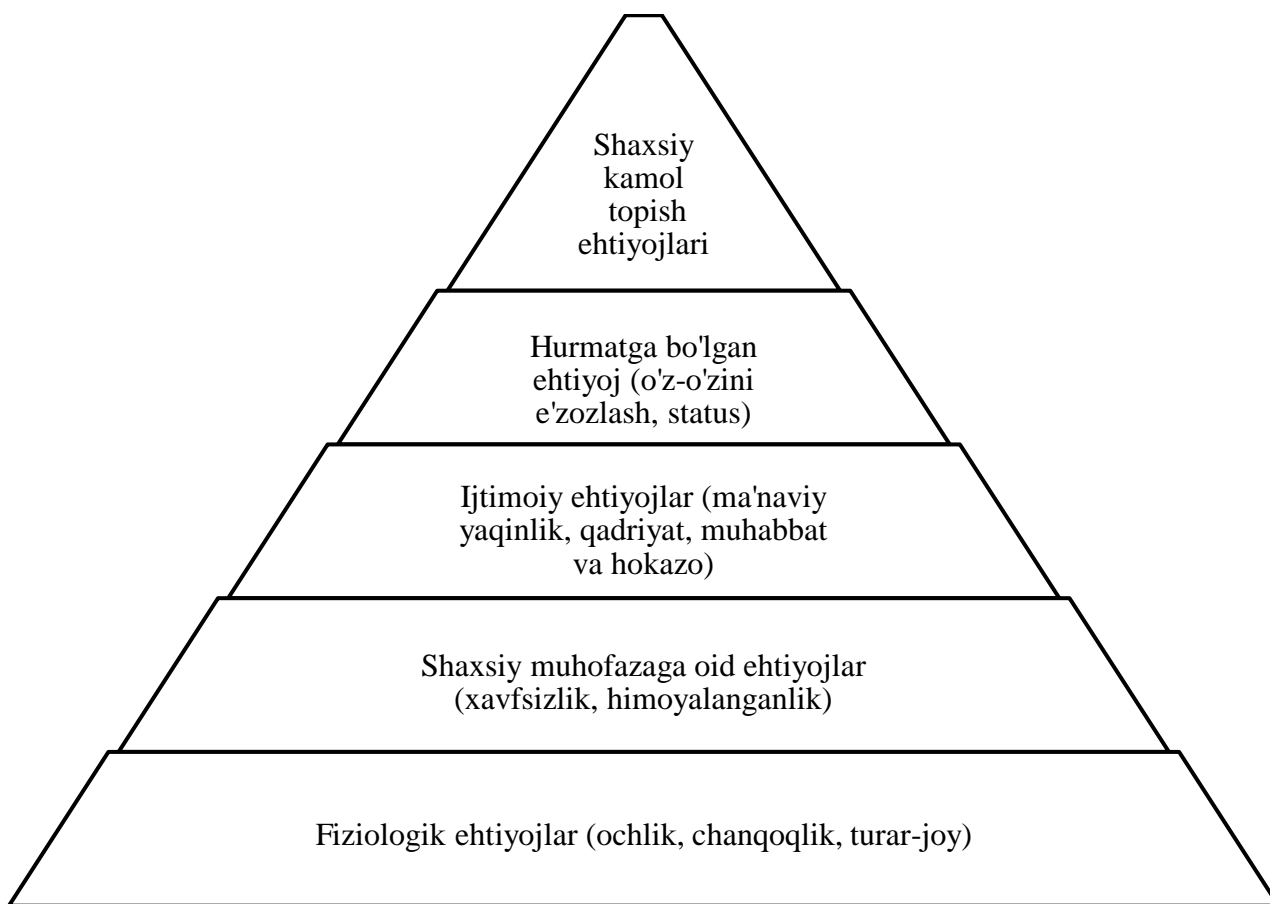 Shaxsiy
kamol
topish
ehtiyojlari
Hurmatga bo'lgan
ehtiyoj (o'z-o'zini
e'zozlash, status)
Ijtimoiy ehtiyojlar (ma'naviy
yaqinlik, qadriyat, muhabbat
va hokazo)
Shaxsiy muhofazaga oid ehtiyojlar
(xavfsizlik, himoyalanganlik)
Fiziologik ehtiyojlar (ochlik, chanqoqlik, turar-joy)